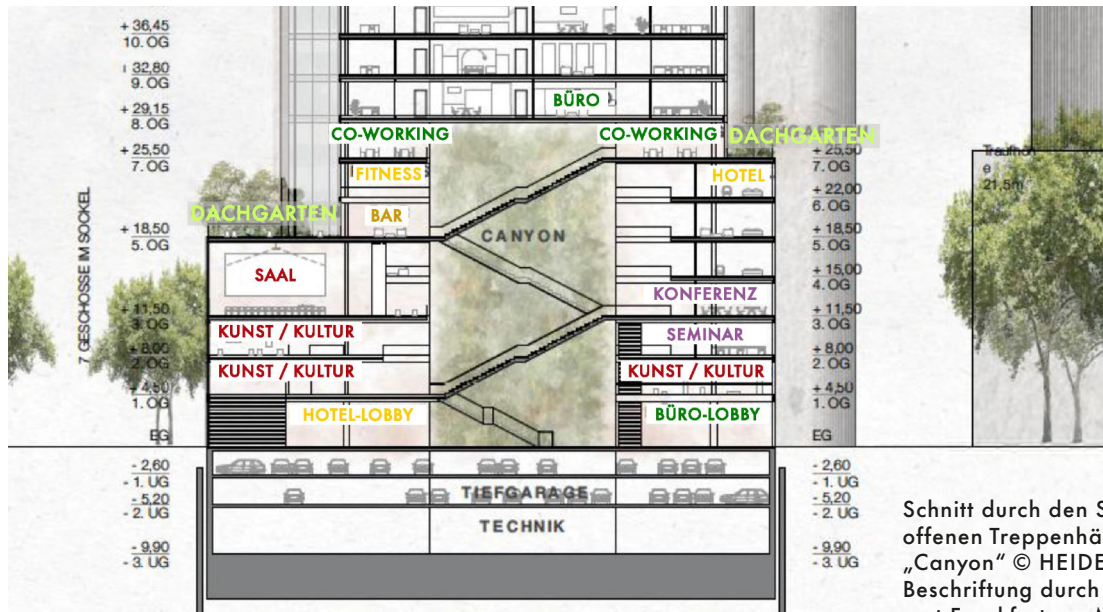 + 36,45
10. OG
32,80
9. OG
+ 29,15
8. OG
+ 25,50
7. OG
+ 18,50
5. OG
+ 11,50
3. OG
+ 8,00
2. OG
+ 4,50
1. OG
EG
- 2,60
- 1. UG
- 5,20
- 2. UG
- 9,90
- 3. UG
7 GESCHOSSE IM SOCKEL
BÜRO
CO-WORKING
CO-WORKING
DACHGARTEN
FITNESS
HOTEL
DACHGARTEN
BAR
CANYON
SAAL
KONFERENZ
KUNST / KULTUR
SEMINAR
KUNST / KULTUR
KUNST / KULTUR
HOTEL-LOBBY
BÜRO-LOBBY
TIEFGARAGE
TECHNIK
+ 25,50
7. OG
+ 22,00
6. OG
+ 18,50
5. OG
+ 15,00
4. OG
+ 11,50
3. OG
+ 8,00
2. OG
+ 4,50
1. OG
EG
- 2,60
- 1. UG
- 5,20
- 2. UG
- 9,90
- 3. UG
e
21,5m
Schnitt durch den S
offenen Treppenhä
„Canyon“ © HEIDE
Beschriftung durch